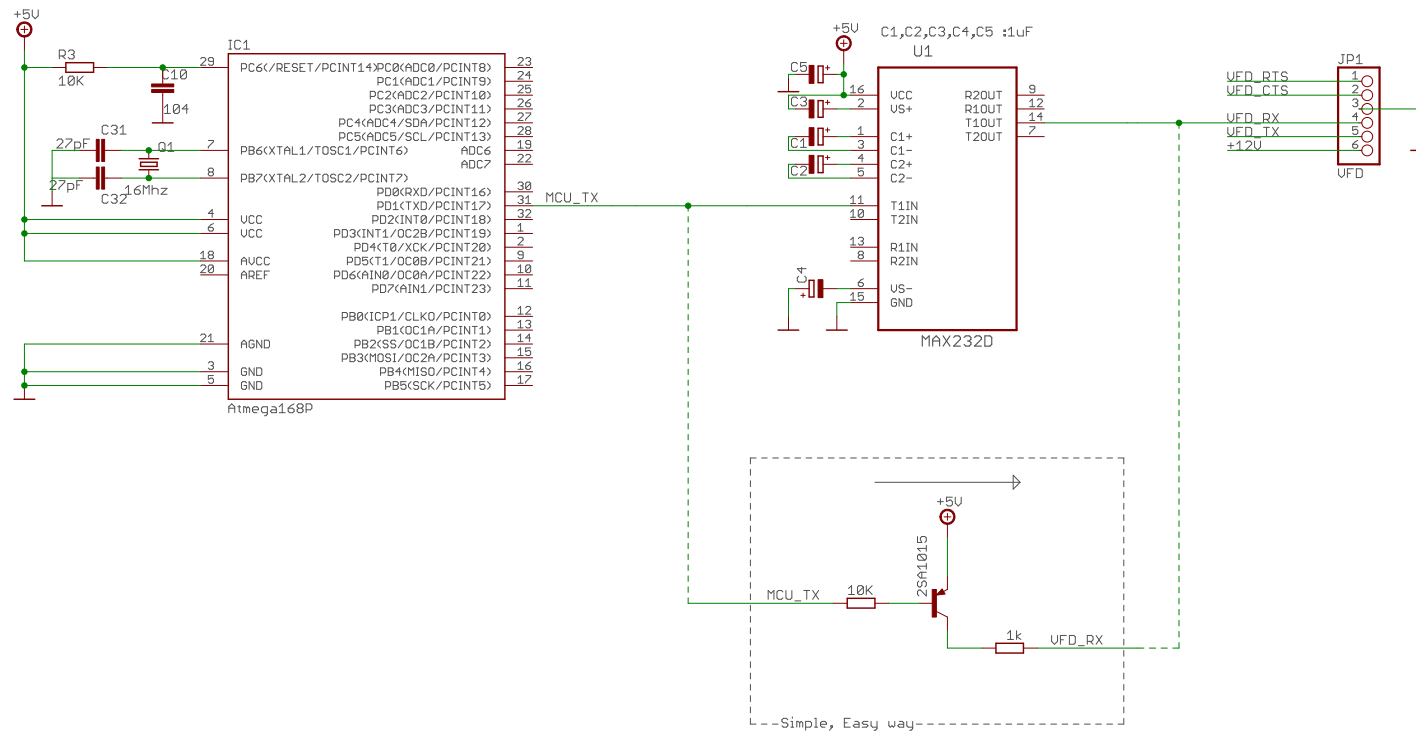 +5V
R3
10K
C10
104
C31
27pF
Q1
27pF
16Mhz
C32
IC1
29 PC6(/RESET/PCINT14)
7 PB6(XTAL1/TOSC1/PCINT6)
8 PB7(XTAL2/TOSC2/PCINT7)
4 VCC
6 VCC
18 AVCC
20 AREF
21 AGND
3 GND
5 GND
PC0(ADC0/PCINT8) 23
PC1(ADC1/PCINT9) 24
PC2(ADC2/PCINT10) 25
PC3(ADC3/PCINT11) 26
PC4(ADC4/SDA/PCINT12) 27
PC5(ADC5/SCL/PCINT13) 28
ADC6 19
ADC7 22
PD0(RXD/PCINT16) 30
PD1(TXD/PCINT17) 31
PD2(INT0/PCINT18) 32
PD3(INT1/OC2B/PCINT19) 1
PD4(T0/XCK/PCINT20) 2
PD5(T1/OC0B/PCINT21) 9
PD6(AIN0/OC0A/PCINT22) 10
PD7(AIN1/PCINT23) 11
PB0(ICP1/CLKO/PCINT0) 12
PB1(OC1A/PCINT1) 13
PB2(SS/OC1B/PCINT2) 14
PB3(MOSI/OC2A/PCINT3) 15
PB4(MISO/PCINT4) 16
PB5(SCK/PCINT5) 17
Atmega168P
MCU_TX
+5V
C1,C2,C3,C4,C5 :1uF
U1
C5 +
C3 +
C1 +
C2 +
C4 +
16 VCC
2 VS+
1 C1+
3 C1-
4 C2+
5 C2-
11 T1IN
10 T2IN
13 R1IN
8 R2IN
6 VS-
15 GND
R2OUT 9
R1OUT 12
T1OUT 14
T2OUT 7
MAX232D
JP1
VFD_RTS 1
VFD_CTS 2
3
VFD_RX 4
VFD_TX 5
+12V 6
VFD
+5V
2SA1015
MCU_TX
10K
1k
VFD_RX
Simple, Easy way